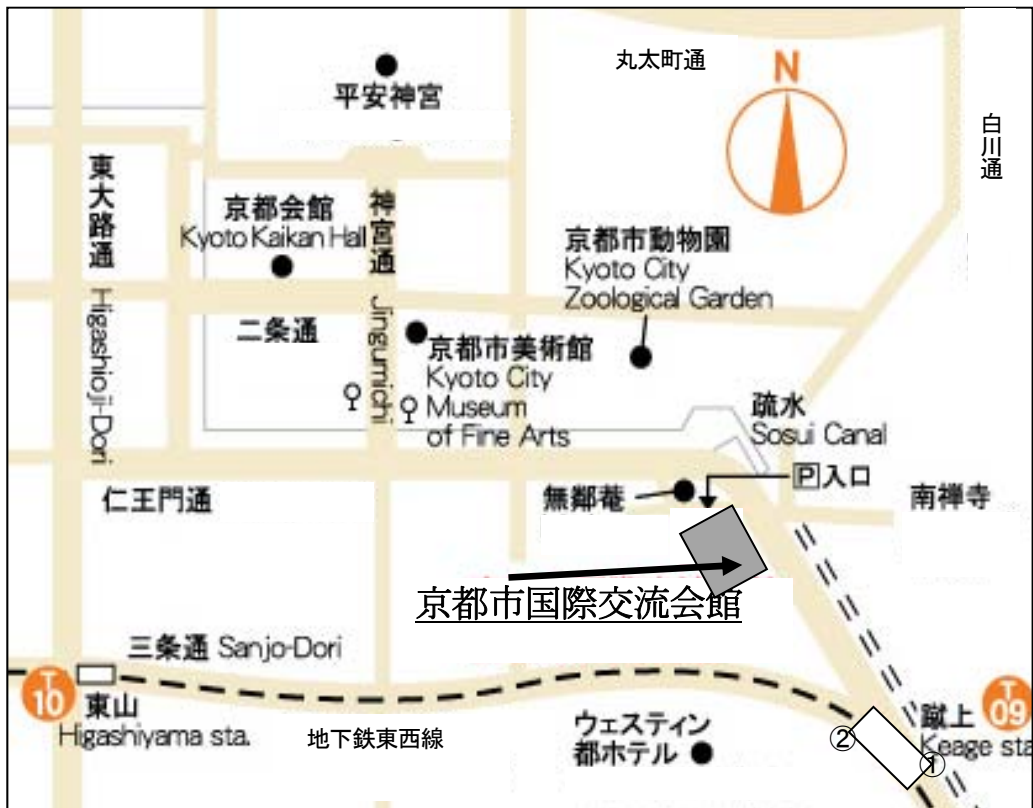 丸太町通
N
平安神宮
白川通
東大路通 Higashioji-Dori
京都会館
Kyoto Kaikan Hall
神宮通 Jingumichi
京都市動物園
Kyoto City
Zoological Garden
二条通
京都市美術館
Kyoto City
Museum
of Fine Arts
疏水
Sosui Canal
P入口
仁王門通
無鄰菴
南禅寺
京都市国際交流会館
三条通 Sanjo-Dori
T
10
東山
Higashiyama sta.
地下鉄東西線
ウェスティン
都ホテル
②
①
蹴上
Keage sta
T
09